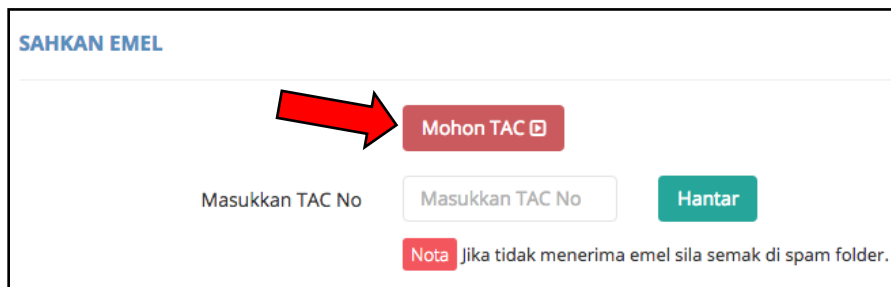 SAHKAN EMEL
Mohon TAC
Masukkan TAC No Masukkan TAC No Hantar
Nota Jika tidak menerima emel sila semak di spam folder.